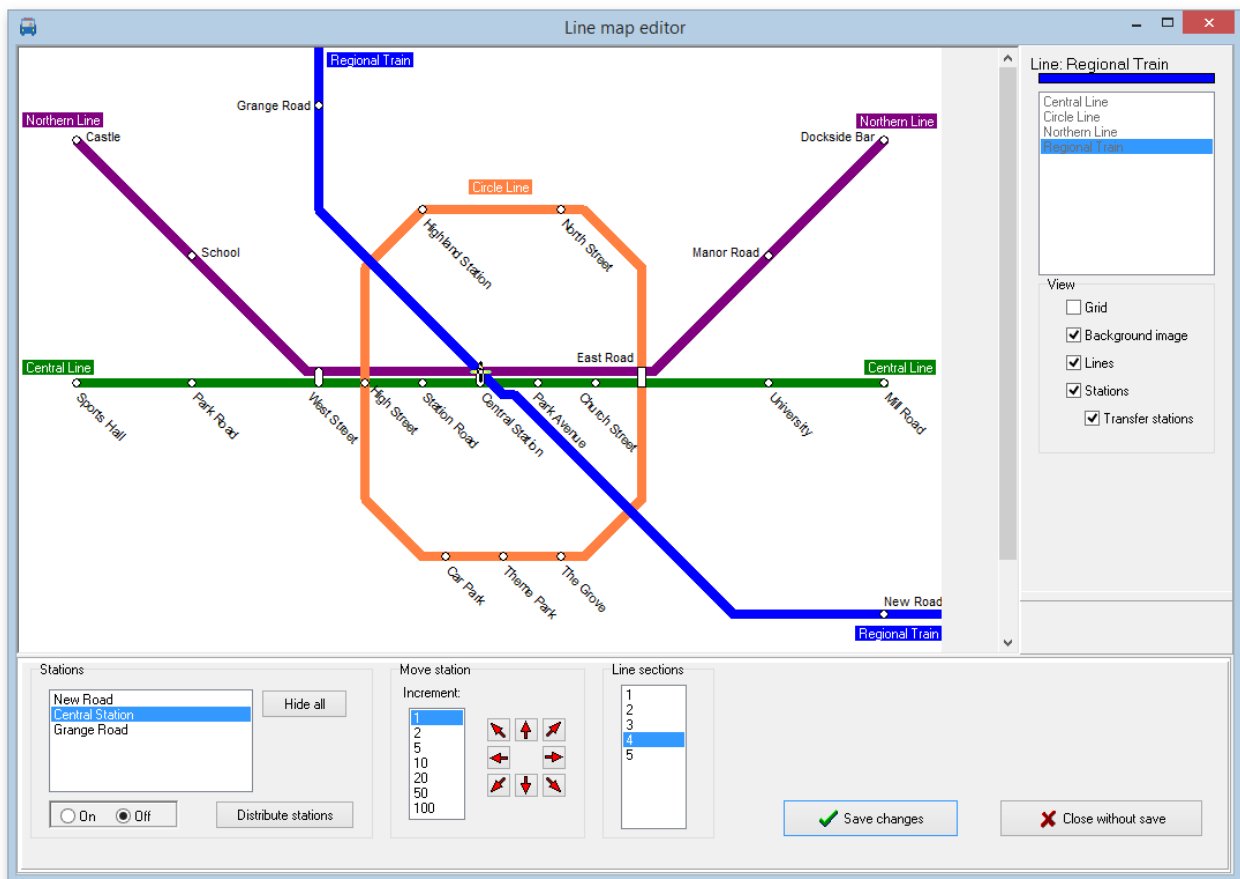 Line map editor
Regional Train
Grange Road
Northern Line
Castle
Northern Line
Dockside Bar
Circle Line
Highland Station
North Street
School
Manor Road
East Road
Central Line
Central Line
Sports Hall
Park Road
West Street
High Street
Station Road
Central Station
Park Avenue
Church Street
University
Mill Road
Car Park
Theme Park
The Grove
New Road
Regional Train
Line: Regional Train
Central Line
Circle Line
Northern Line
Regional Train
View
Grid
Background image
Lines
Stations
Transfer stations
Stations
New Road
Central Station
Grange Road
Hide all
On
Off
Distribute stations
Move station
Increment:
1
2
5
10
20
50
100
Line sections
1
2
3
4
5
Save changes
Close without save